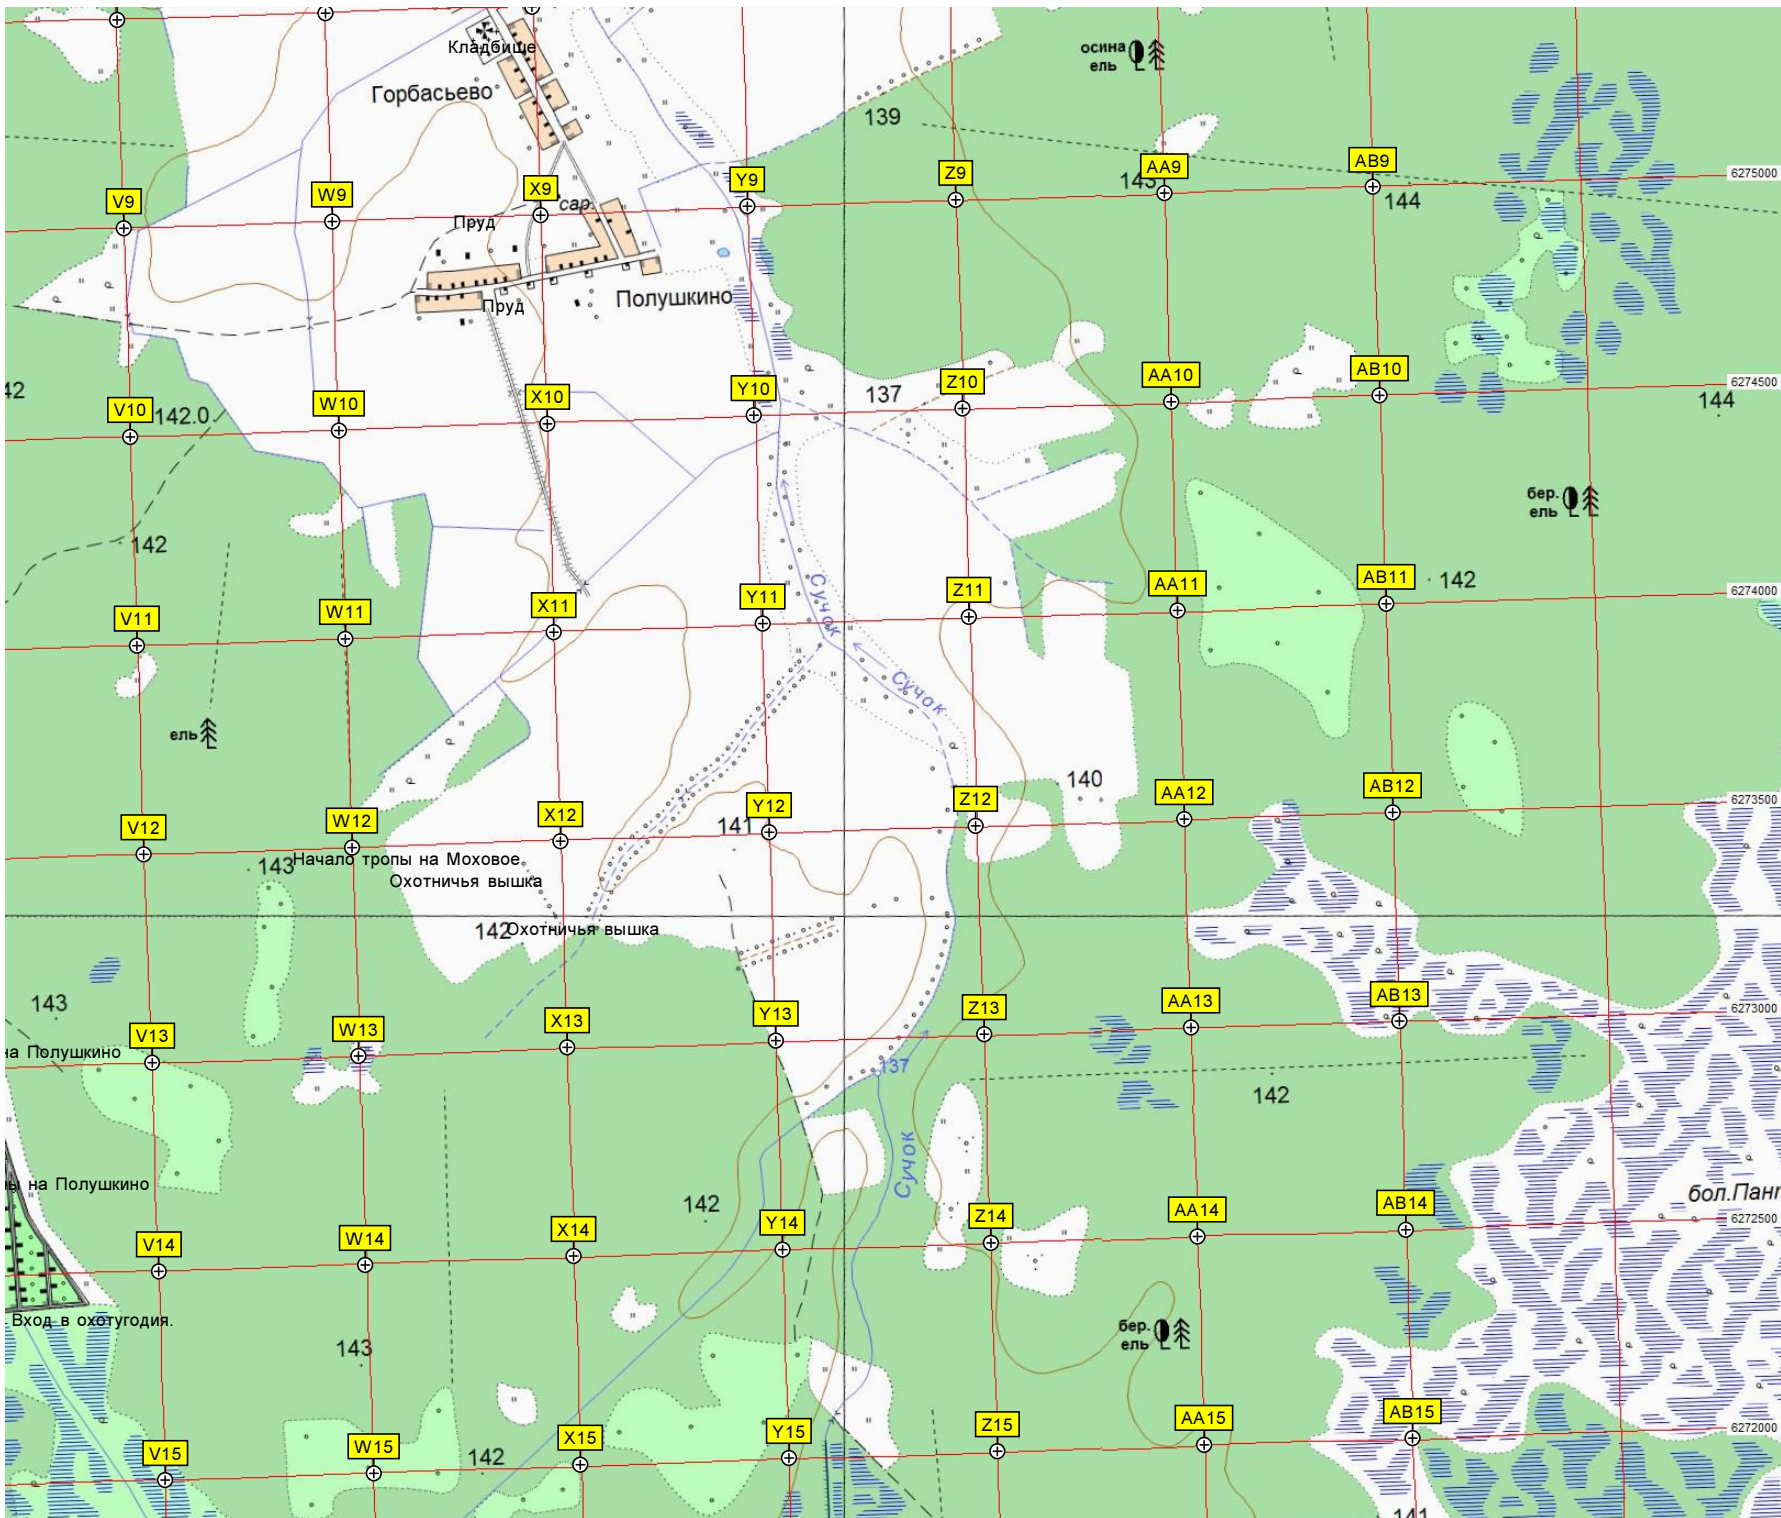 Кладбище
осина
ель
Горбасьево
139
AA9
AB9
6275000
Z9
Y9
143
X9
W9
V9
144
сар.
Пруд
Полушкино
Пруд
AB10
6274500
AA10
Z10
Y10
137
144
42
X10
W10
V10
142.0
бер.
ель
142
AB11
142
AA11
6274000
Z11
Y11
X11
W11
V11
Сучок
Сучок
ель
140
AB12
AA12
6273500
Z12
Y12
141
X12
W12
V12
143
Начало тропы на Моховое.
Охотничья вышка
142
Охотничья вышка
AB13
AA13
143
6273000
Z13
Y13
X13
W13
V13
на Полушкино
137
142
Сучок
ы на Полушкино
142
бол.Пан
AB14
AA14
6272500
Z14
Y14
X14
W14
V14
Вход в охотугодия.
бер.
ель
143
AB15
AA15
6272000
Z15
Y15
X15
W15
V15
142
141